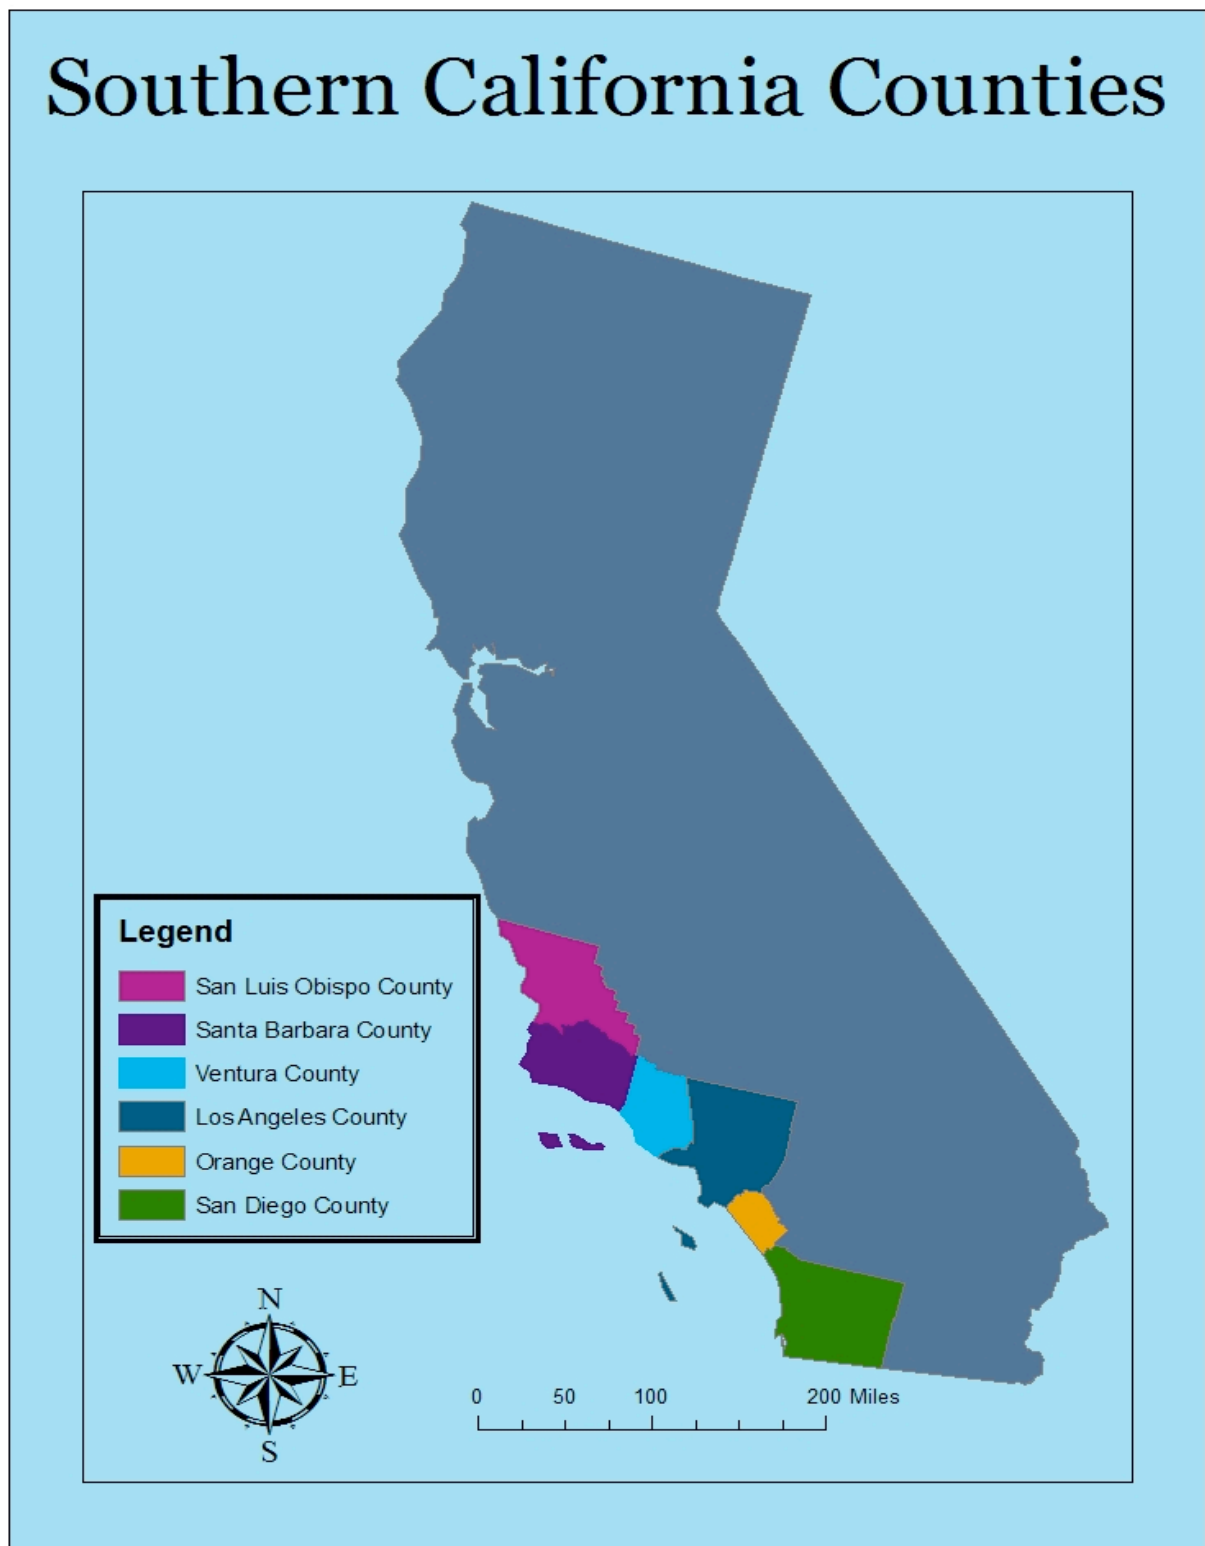 Southern California Counties
Legend
San Luis Obispo County
Santa Barbara County
Ventura County
Los Angeles County
Orange County
San Diego County
N
W E
S
0 50 100 200 Miles